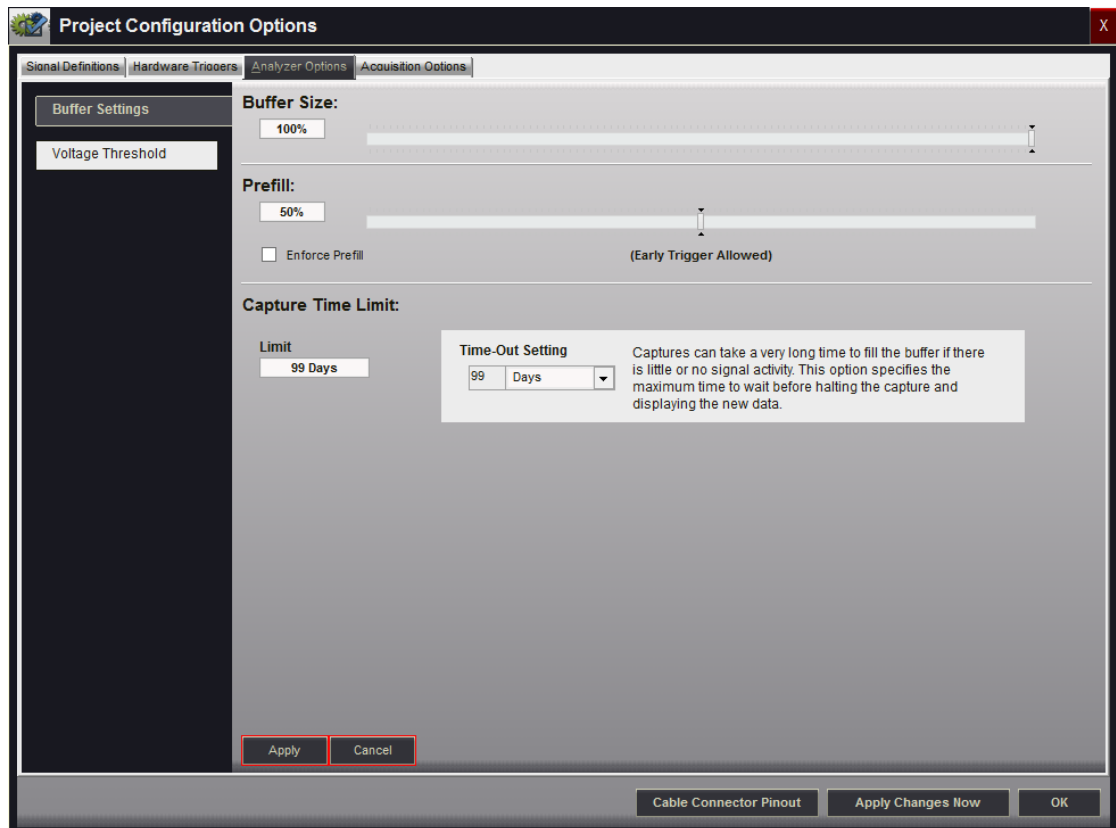 Project Configuration Options
X
Signal Definitions
Hardware Triggers
Analyzer Options
Acquisition Options
Buffer Settings
Voltage Threshold
Buffer Size:
100%
Prefill:
50%
Enforce Prefill
(Early Trigger Allowed)
Capture Time Limit:
Limit
99 Days
Time-Out Setting
99
Days
Captures can take a very long time to fill the buffer if there
is little or no signal activity. This option specifies the
maximum time to wait before halting the capture and
displaying the new data.
Apply
Cancel
Cable Connector Pinout
Apply Changes Now
OK